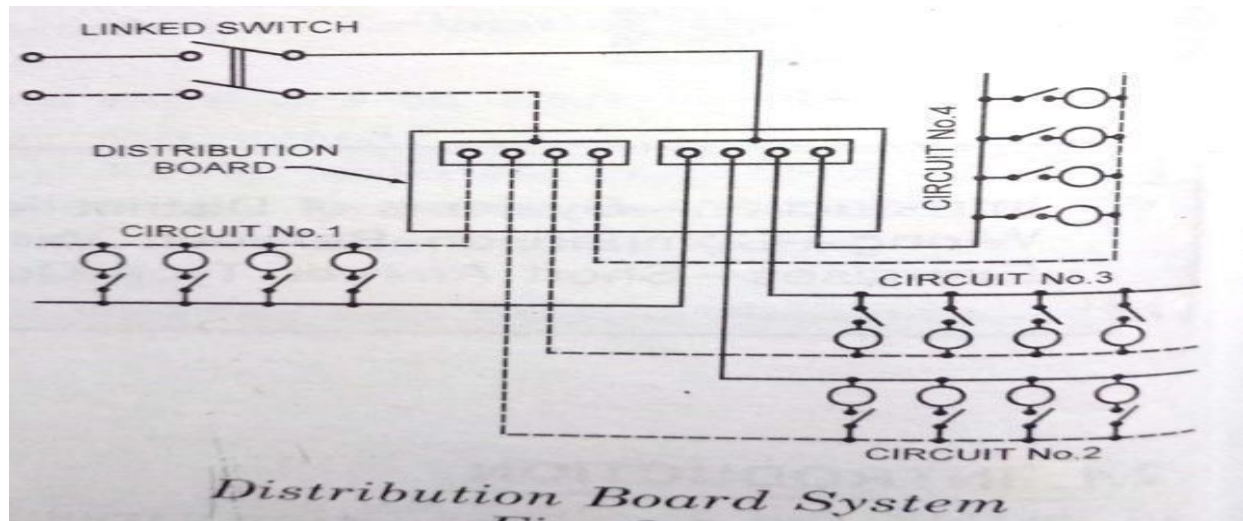 LINKED SWITCH
DISTRIBUTION
BOARD
CIRCUIT No.4
CIRCUIT No.1
CIRCUIT No.3
CIRCUIT No.2
Distribution Board System